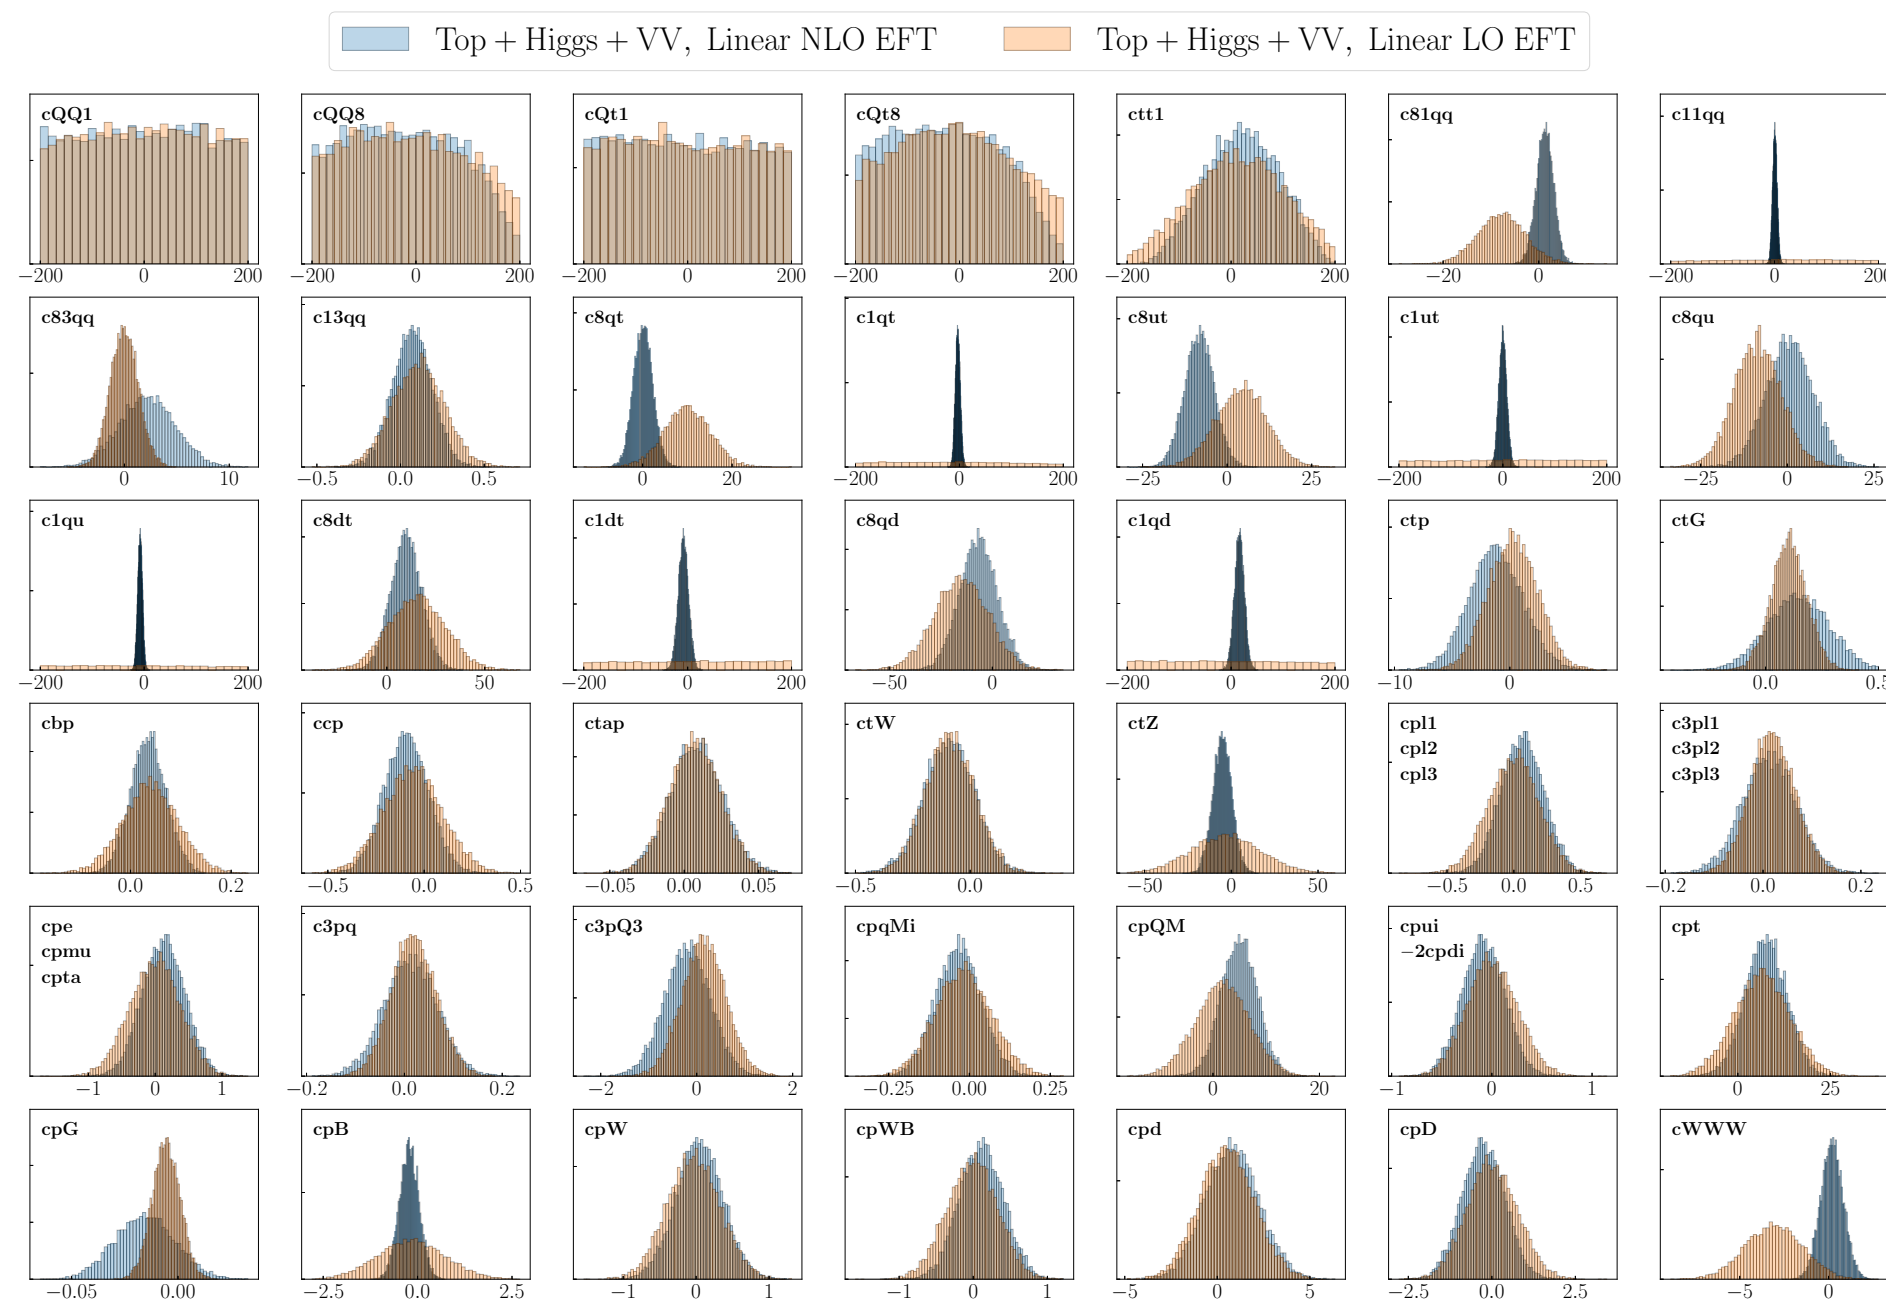 Top + Higgs + VV, Linear NLO EFT Top + Higgs + VV, Linear LO EFT
cQQ1 cQQ8 cQt1 cQt8 ctt1 c81qq c11qq
−200 0 200 −200 0 200 −200 0 200 −200 0 200 −200 0 200 −20 0 −200 0 200
c83qq c13qq c8qt c1qt c8ut c1ut c8qu
0 10 −0.5 0.0 0.5 0 20 −200 0 200 −25 0 25 −200 0 200 −25 0 25
c1qu c8dt c1dt c8qd c1qd ctp ctG
−200 0 200 0 50 −200 0 200 −50 0 −200 0 200 −10 0 0.0 0.5
cbp ccp ctap ctW ctZ cpl1 c3pl1
cpl2 c3pl2
cpl3 c3pl3
0.0 0.2 −0.5 0.0 0.5 −0.05 0.00 0.05 −0.5 0.0 −50 0 50 −0.5 0.0 0.5 −0.2 0.0 0.2
cpe c3pq c3pQ3 cpqMi cpQM cpui cpt
cpmu −2cpdi
cpta
−1 0 1 −0.2 0.0 0.2 −2 0 2 −0.25 0.00 0.25 0 20 −1 0 1 0 25
cpG cpB cpW cpWB cpd cpD cWWW
−0.05 0.00 −2.5 0.0 2.5 −1 0 1 −1 0 1 −5 0 5 −2.5 0.0 2.5 −5 0